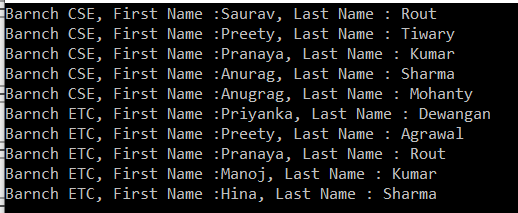 Barnch CSE, First Name :Saurav, Last Name : Rout
Barnch CSE, First Name :Preety, Last Name : Tiwary
Barnch CSE, First Name :Pranaya, Last Name : Kumar
Barnch CSE, First Name :Anurag, Last Name : Sharma
Barnch CSE, First Name :Anugrag, Last Name : Mohanty
Barnch ETC, First Name :Priyanka, Last Name : Dewangan
Barnch ETC, First Name :Preety, Last Name : Agrawal
Barnch ETC, First Name :Pranaya, Last Name : Rout
Barnch ETC, First Name :Manoj, Last Name : Kumar
Barnch ETC, First Name :Hina, Last Name : Sharma